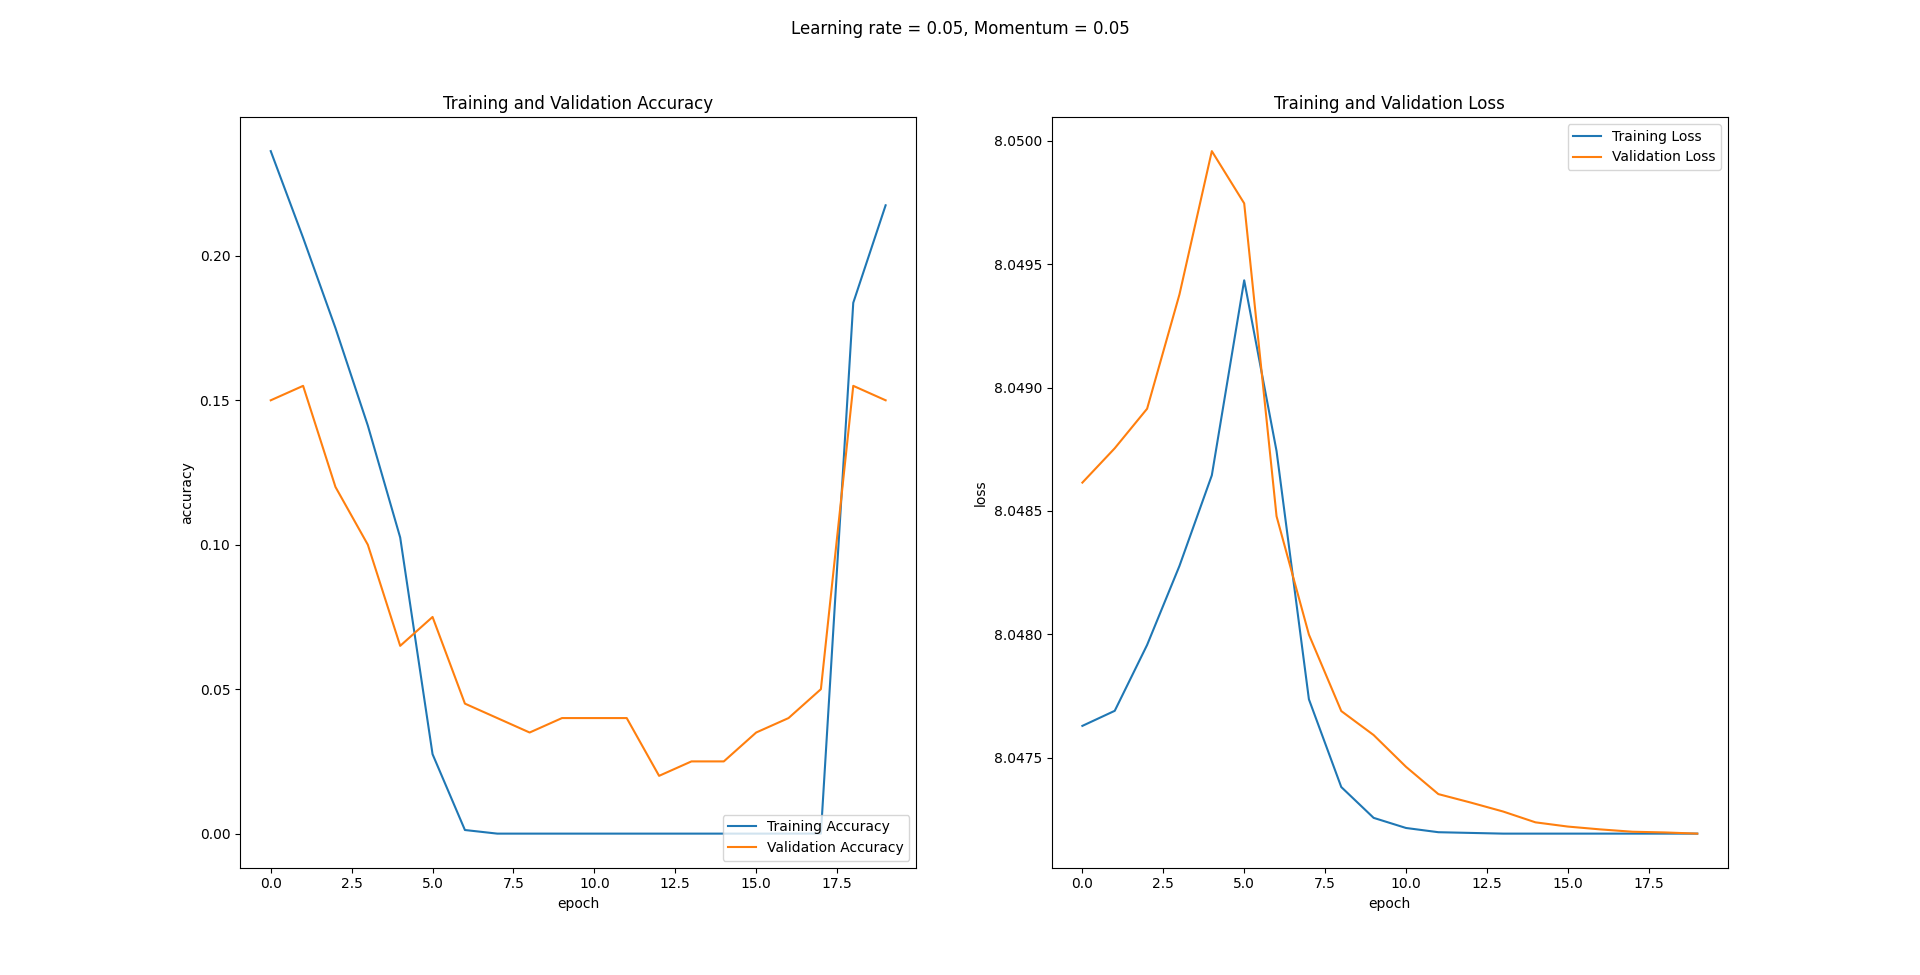 Learning rate = 0.05, Momentum = 0.05
Training and Validation Accuracy
accuracy
0.20
0.15
0.10
0.05
0.00
Training Accuracy
Validation Accuracy
0.0 2.5 5.0 7.5 10.0 12.5 15.0 17.5
epoch
Training and Validation Loss
loss
8.0500
8.0495
8.0490
8.0485
8.0480
8.0475
Training Loss
Validation Loss
0.0 2.5 5.0 7.5 10.0 12.5 15.0 17.5
epoch